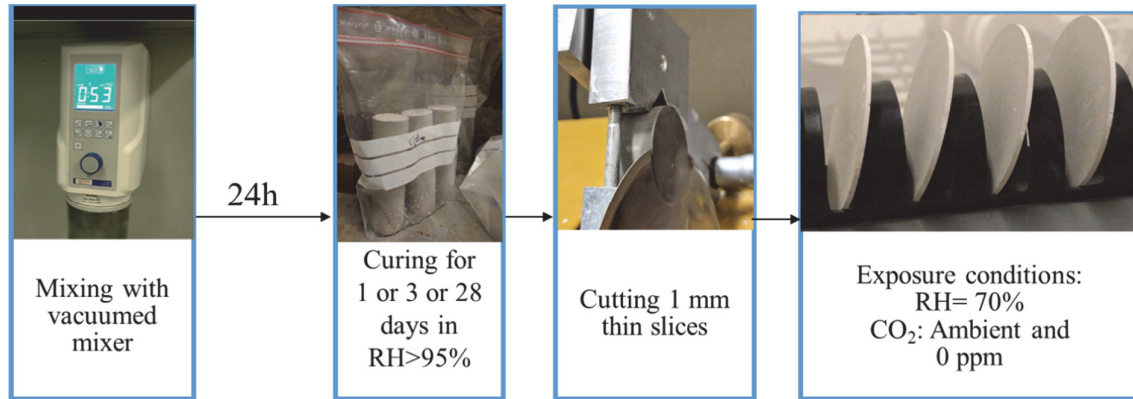 0:53
24h
Mixing with
vacuumed
mixer
Curing for
1 or 3 or 28
days in
RH>95%
Cutting 1 mm
thin slices
Exposure conditions:
RH= 70%
CO₂: Ambient and
0 ppm